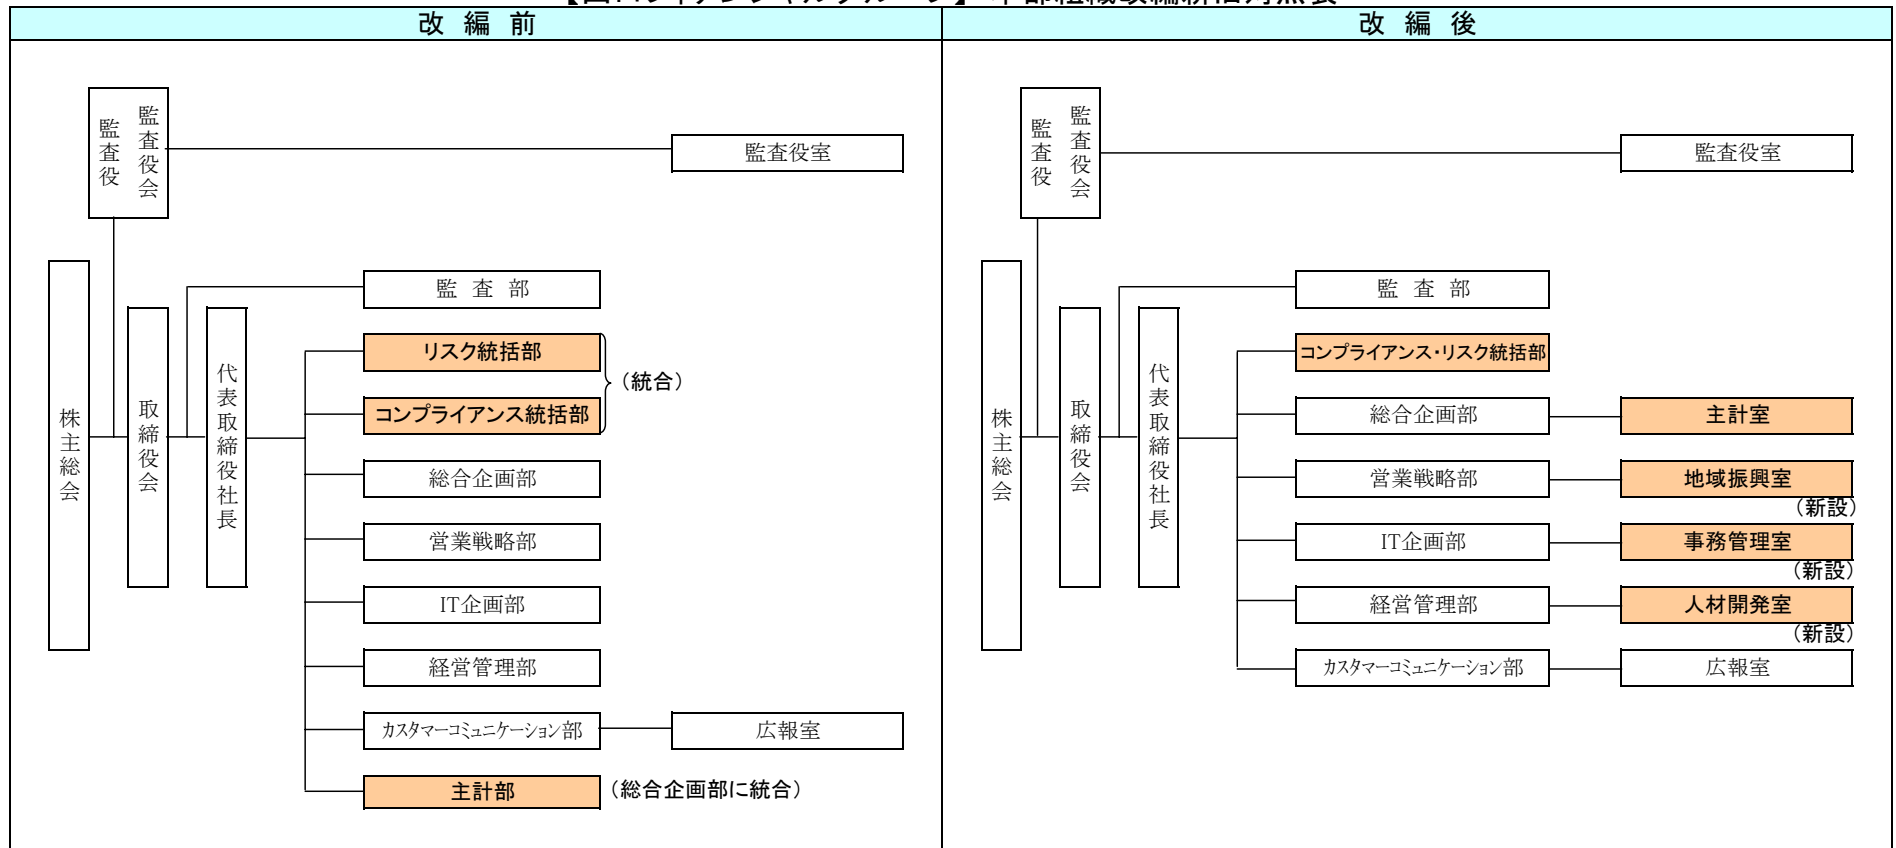 改 編 前
監査役会
監査役
監査役室
株主総会
取締役会
代表取締役社長
監 査 部
リスク統括部
コンプライアンス統括部
（統合）
総合企画部
営業戦略部
IT企画部
経営管理部
カスタマーコミュニケーション部
広報室
主計部
（総合企画部に統合）
改 編 後
監査役会
監査役
監査役室
株主総会
取締役会
代表取締役社長
監 査 部
コンプライアンス・リスク統括部
総合企画部
主計室
営業戦略部
地域振興室
（新設）
IT企画部
事務管理室
（新設）
経営管理部
人材開発室
（新設）
カスタマーコミュニケーション部
広報室